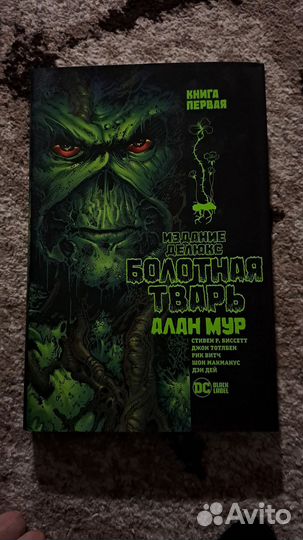 КНИГА
ПЕРВАЯ
ИЗДАНИЕ
ДЕЛЮКС
БОЛОТНАЯ
ТВАРЬ
АЛАН МУР
СТИВЕН Р. БИССЕТТ
ДЖОН ТОТЛБЕН
РИК ВИТЧ
ШОН МАКМАНУС
ДЭН ДЕЙ
DC BLACK
LABEL
Avito